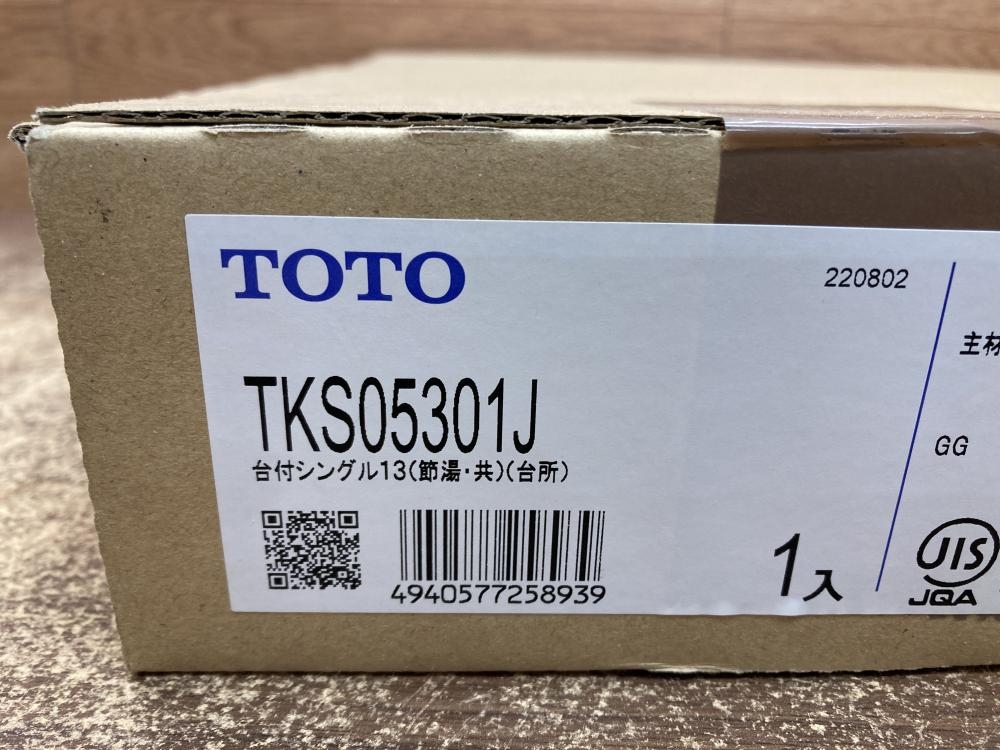 TOTO
220802
TKS05301J
台付シングル13(節湯・共)(台所)
4940577258939
1入
主材
GG
JIS
JQA